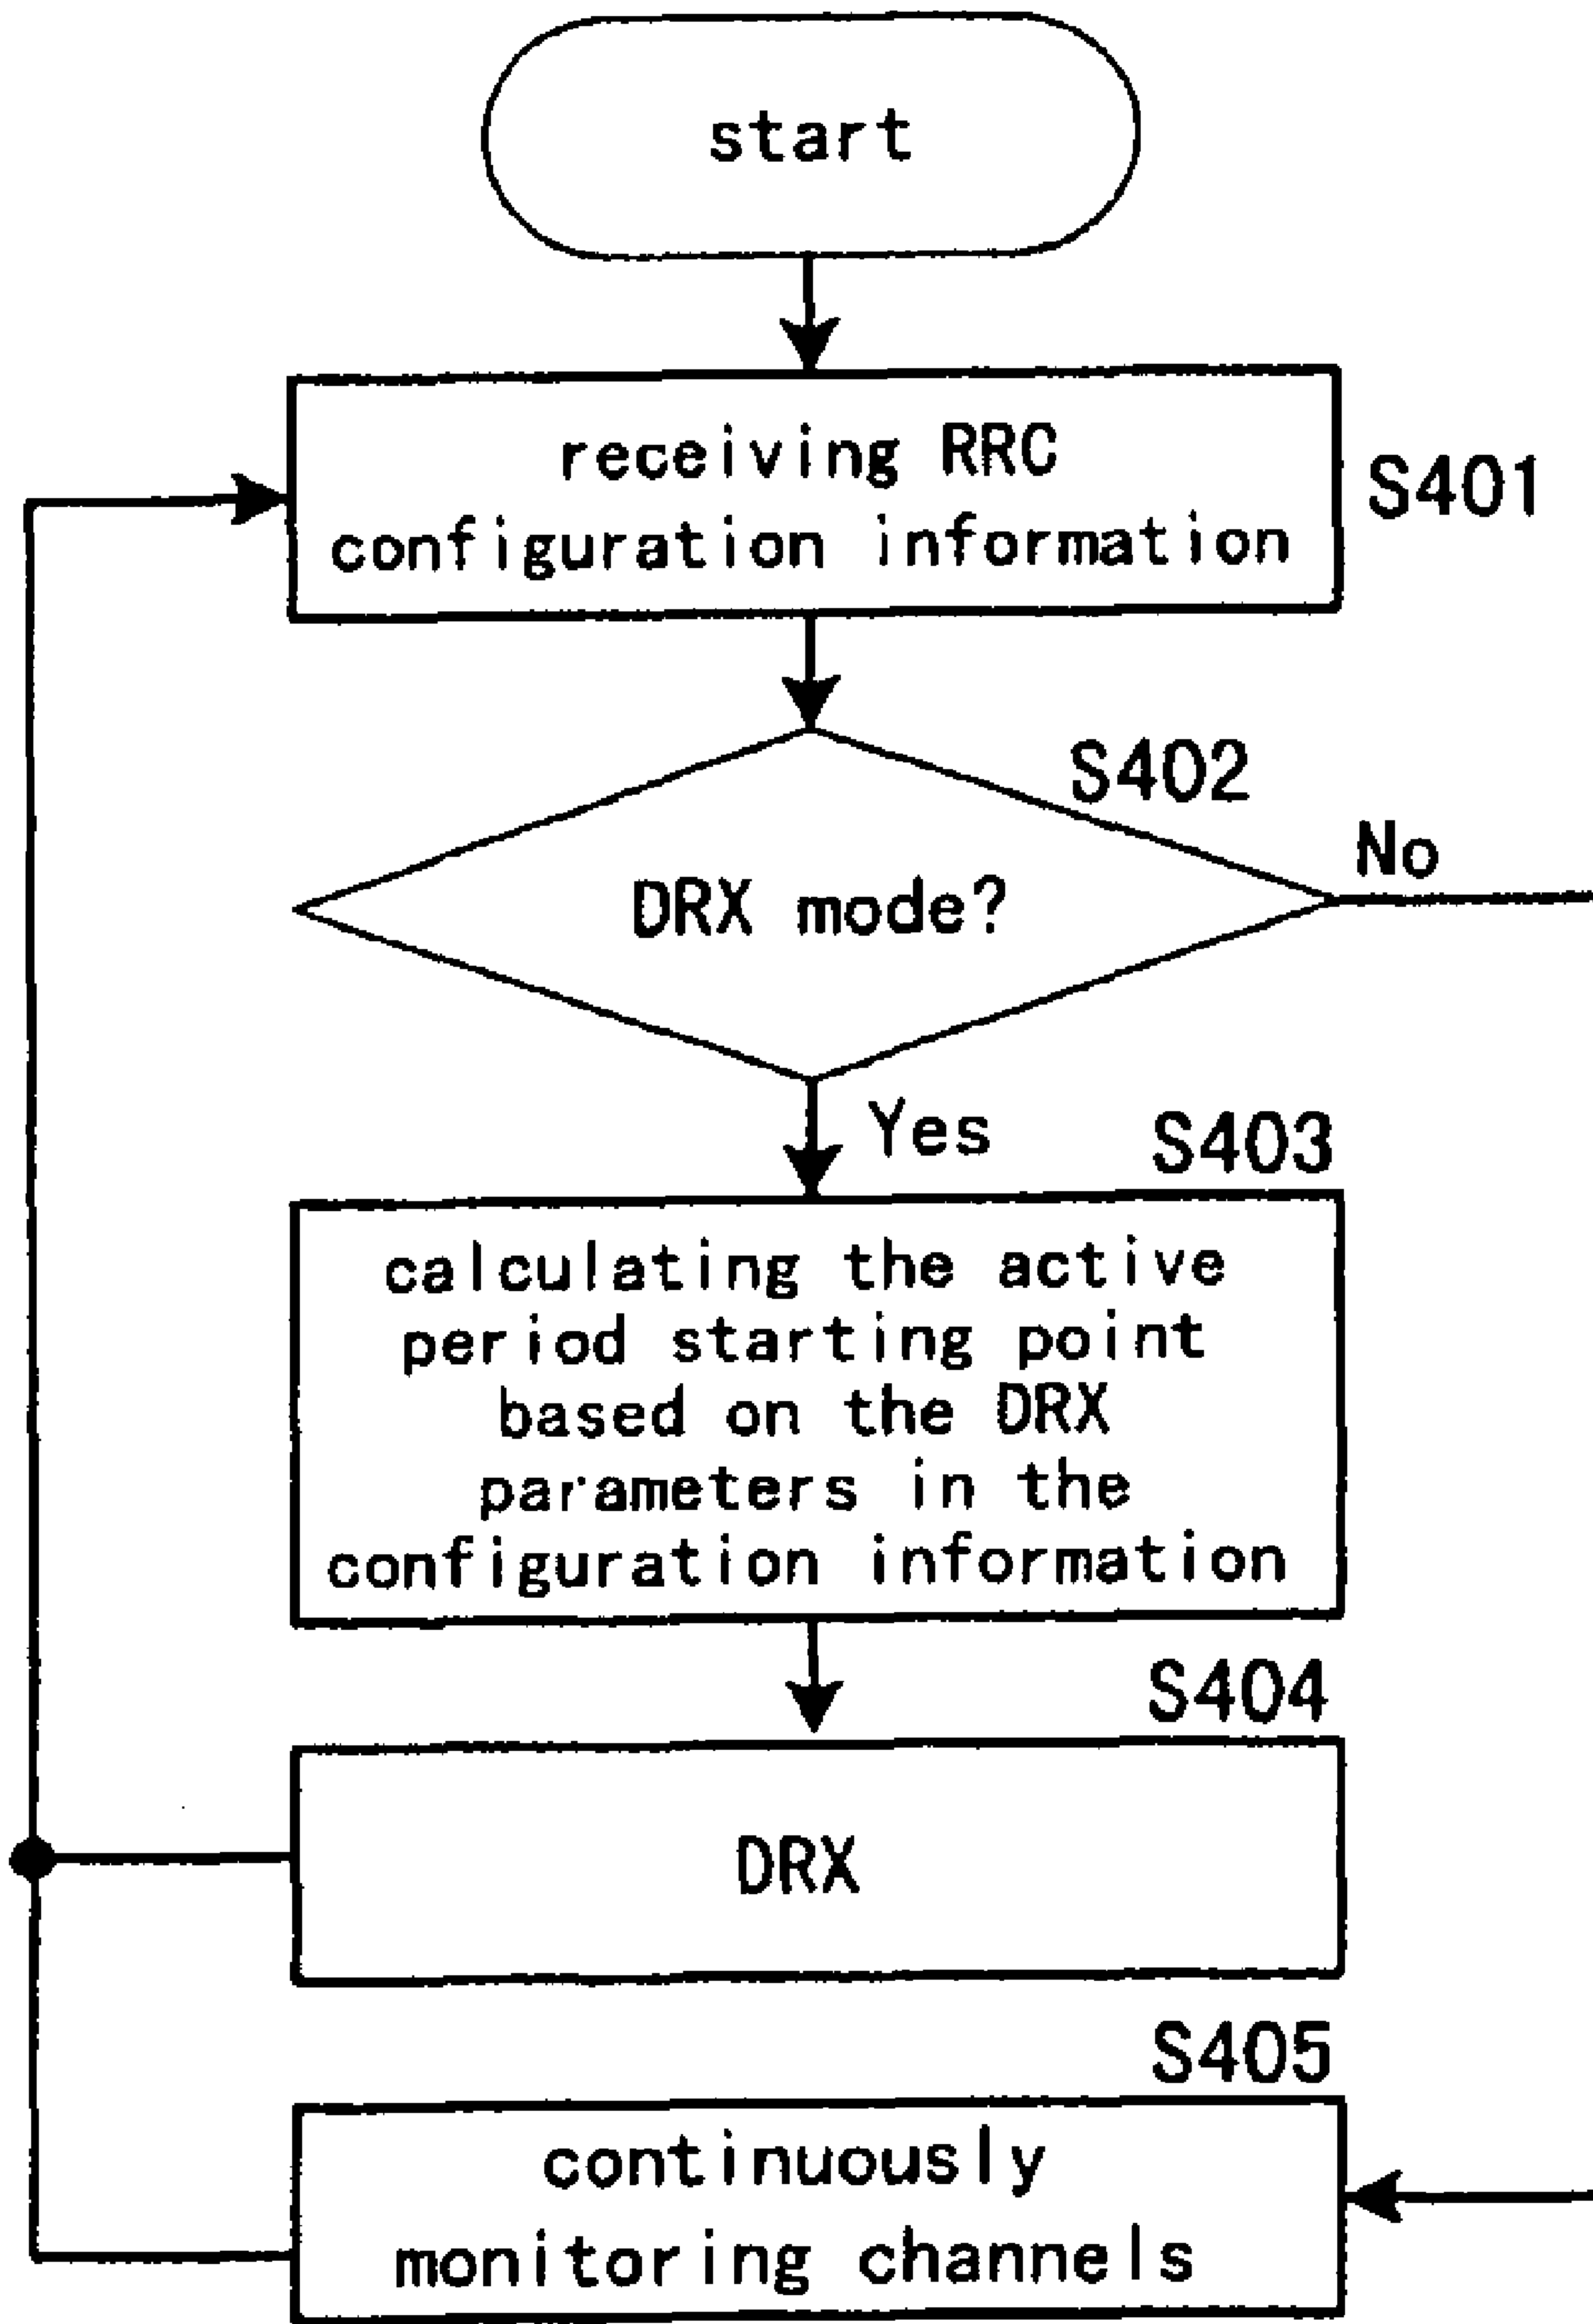 start
receiving RRC
configuration information
S401
S402
DRX mode?
No
Yes
S403
calculating the active
period starting point
based on the DRX
parameters in the
configuration information
S404
DRX
S405
continuously
monitoring channels